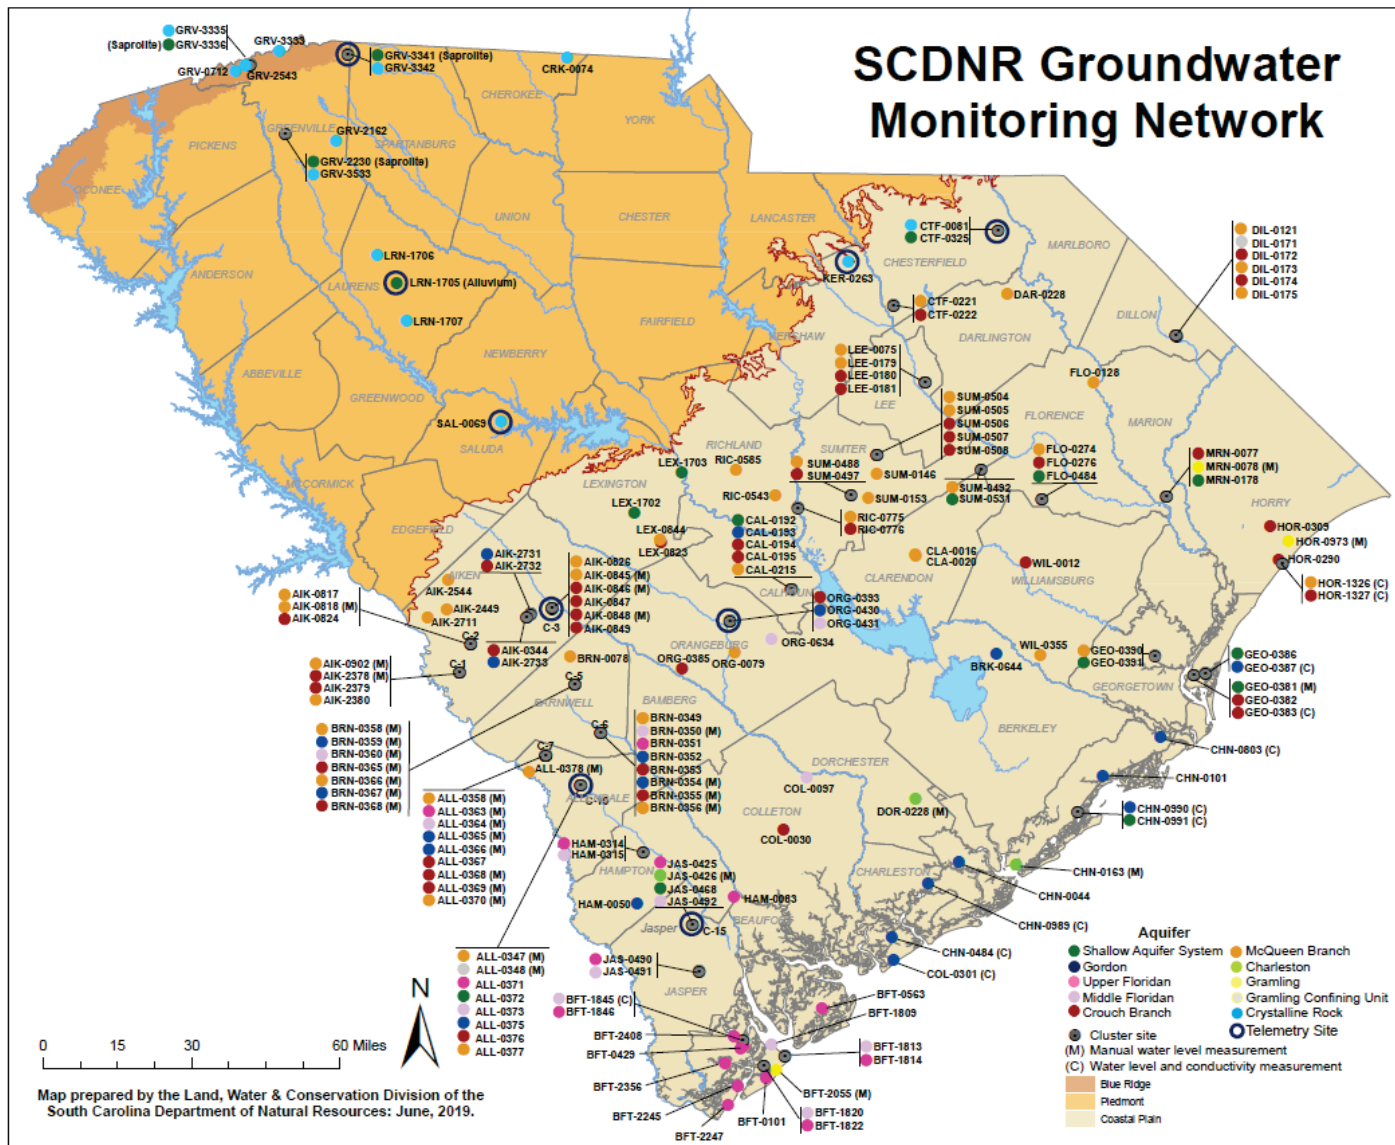 SCDNR Groundwater
Monitoring Network
GRV-3335
(Saprolite) GRV-3336
GRV-3333
GRV-0712
GRV-2543
GRV-3341 (Saprolite)
GRV-3342
CRK-0074
CHEROKEE
YORK
GREENVILLE
GRV-2162
SPARTANBURG
PICKENS
GRV-2230 (Saprolite)
GRV-3533
OCONEE
UNION
CHESTER
LANCASTER
CTF-0081
CTF-0325
MARLBORO
DIL-0121
DIL-0171
DIL-0172
DIL-0173
DIL-0174
DIL-0175
LRN-1706
ANDERSON
LAURENS
LRN-1705 (Alluvium)
KER-0263
CHESTERFIELD
CTF-0221
CTF-0222
DAR-0228
DILLON
LRN-1707
FAIRFIELD
KERSHAW
DARLINGTON
NEWBERRY
ABBEVILLE
LEE-0075
LEE-0179
LEE-0180
LEE-0181
LEE
FLO-0128
GREENWOOD
SAL-0069
SALUDA
SUM-0504
SUM-0505
SUM-0506
SUM-0507
SUM-0508
FLORENCE
MARION
RICHLAND
SUMTER
LEX-1703
RIC-0585
SUM-0488
SUM-0497
SUM-0146
FLO-0274
FLO-0276
FLO-0484
MRN-0077
MRN-0078 (M)
MRN-0178
MCCORMICK
LEXINGTON
RIC-0543
SUM-0153
SUM-0492
SUM-0531
HORRY
LEX-1702
EDGEFIELD
CAL-0192
CAL-0193
CAL-0194
CAL-0195
CAL-0215
RIC-0775
RIC-0776
HOR-0309
HOR-0973 (M)
HOR-0290
LEX-0844
LEX-0823
AIK-2731
AIK-2732
AIK-0826
AIK-0845 (M)
AIK-0846 (M)
AIK-0847
AIK-0848 (M)
AIK-0849
CLA-0016
CLA-0020
CLARENDON
WIL-0012
WILLIAMSBURG
HOR-1326 (C)
HOR-1327 (C)
AIKEN
AIK-2544
AIK-0817
AIK-0818 (M)
AIK-0824
AIK-2449
AIK-2711
C-3
C-2
CALHOUN
ORG-0393
ORG-0430
ORG-0431
ORANGEBURG
ORG-0634
AIK-0344
AIK-2733
BRN-0078
ORG-0385
ORG-0079
WIL-0355
GEO-0390
GEO-0391
BRK-0644
GEORGETOWN
GEO-0386
GEO-0387 (C)
GEO-0381 (M)
GEO-0382
GEO-0383 (C)
AIK-0902 (M)
AIK-2378 (M)
AIK-2379
AIK-2380
C-1
C-5
BARNWELL
BAMBERG
BERKELEY
BRN-0358 (M)
BRN-0359 (M)
BRN-0360 (M)
BRN-0365 (M)
BRN-0366 (M)
BRN-0367 (M)
BRN-0368 (M)
C-6
BRN-0349
BRN-0350 (M)
BRN-0351
BRN-0352
BRN-0353
BRN-0354 (M)
BRN-0355 (M)
BRN-0356 (M)
CHN-0803 (C)
C-7
ALL-0378 (M)
DORCHESTER
COL-0097
CHN-0101
ALLENDALE
ALL-0358 (M)
ALL-0363 (M)
ALL-0364 (M)
ALL-0365 (M)
ALL-0366 (M)
ALL-0367
ALL-0368 (M)
ALL-0369 (M)
ALL-0370 (M)
COLLETON
COL-0030
DOR-0228 (M)
CHN-0990 (C)
CHN-0991 (C)
HAM-0314
HAM-0315
HAMPTON
JAS-0425
JAS-0426 (M)
JAS-0468
JAS-0492
CHARLESTON
CHN-0163 (M)
CHN-0044
HAM-0050
HAM-0083
BEAUFORT
CHN-0989 (C)
Jasper
C-15
CHN-0484 (C)
COL-0301 (C)
ALL-0347 (M)
ALL-0348 (M)
ALL-0371
ALL-0372
ALL-0373
ALL-0375
ALL-0376
ALL-0377
JAS-0490
JAS-0491
JASPER
BFT-1845 (C)
BFT-1846
BFT-0563
BFT-1809
BFT-2408
BFT-0429
BFT-2356
BFT-2245
BFT-2247
BFT-0101
BFT-1813
BFT-1814
BFT-2055 (M)
BFT-1820
BFT-1822
Aquifer
Shallow Aquifer System
Gordon
Upper Floridan
Middle Floridan
Crouch Branch
McQueen Branch
Charleston
Gramling
Gramling Confining Unit
Crystalline Rock
Cluster site
Telemetry Site
(M) Manual water level measurement
(C) Water level and conductivity measurement
Blue Ridge
Piedmont
Coastal Plain
N
0 15 30 60 Miles
Map prepared by the Land, Water & Conservation Division of the
South Carolina Department of Natural Resources: June, 2019.